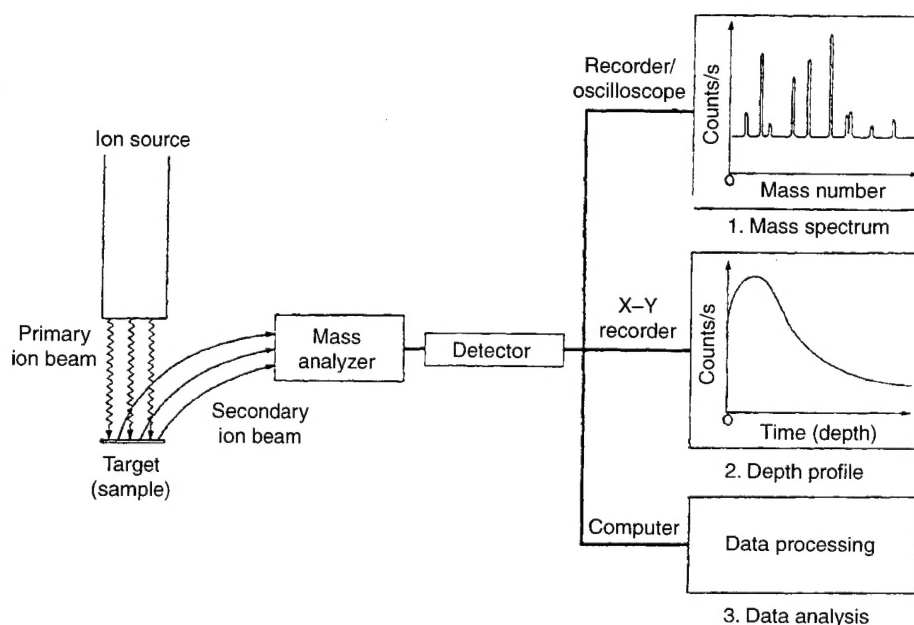 Ion source
Primary
ion beam
Target
(sample)
Secondary
ion beam
Mass
analyzer
Detector
Recorder/
oscilloscope
Counts/s
O
Mass number
1. Mass spectrum
X–Y
recorder
Counts/s
O
Time (depth)
2. Depth profile
Computer
Data processing
3. Data analysis